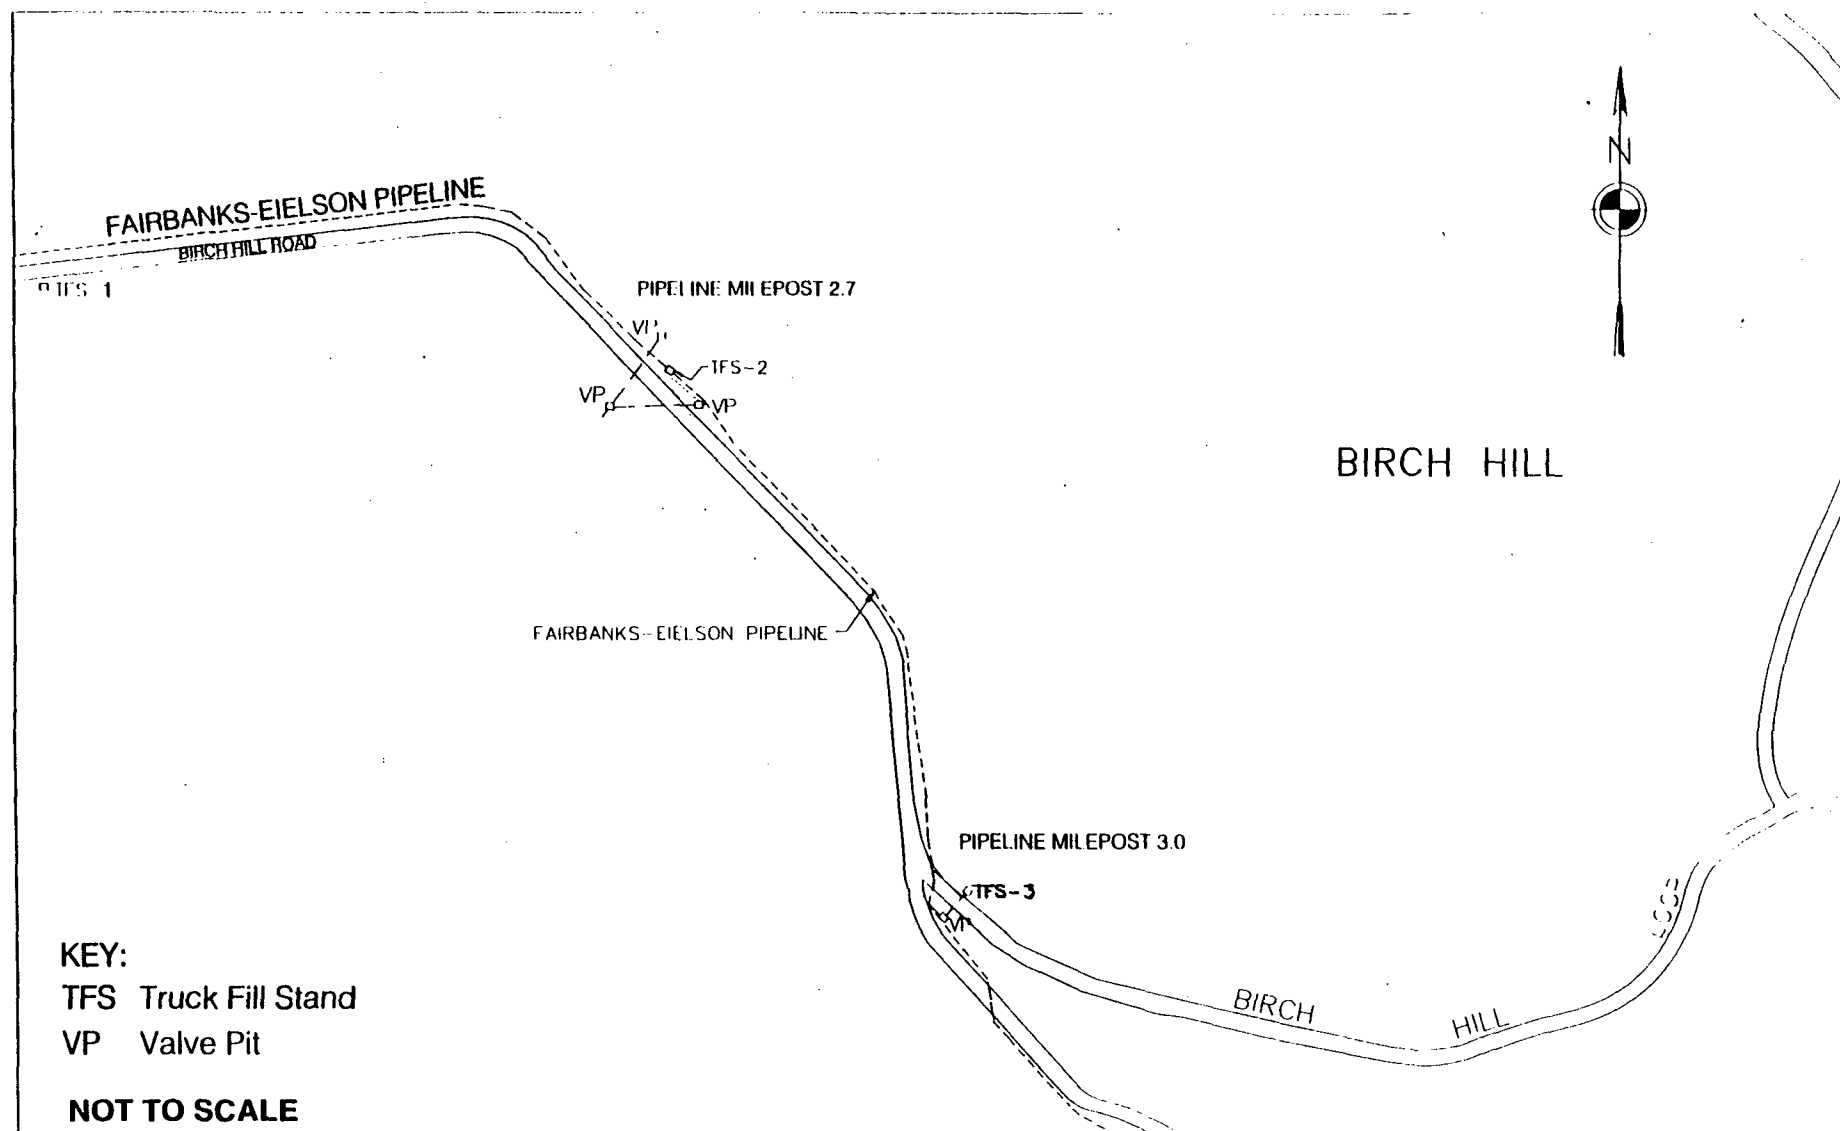 N
FAIRBANKS-EIELSON PIPELINE
BIRCH HILL ROAD
TFS-1
PIPELINE MILEPOST 2.7
VP
TFS-2
VP
VP
BIRCH HILL
FAIRBANKS-EIELSON PIPELINE
PIPELINE MILEPOST 3.0
TFS-3
VP
BIRCH
HILL
KEY:
TFS Truck Fill Stand
VP Valve Pit
NOT TO SCALE